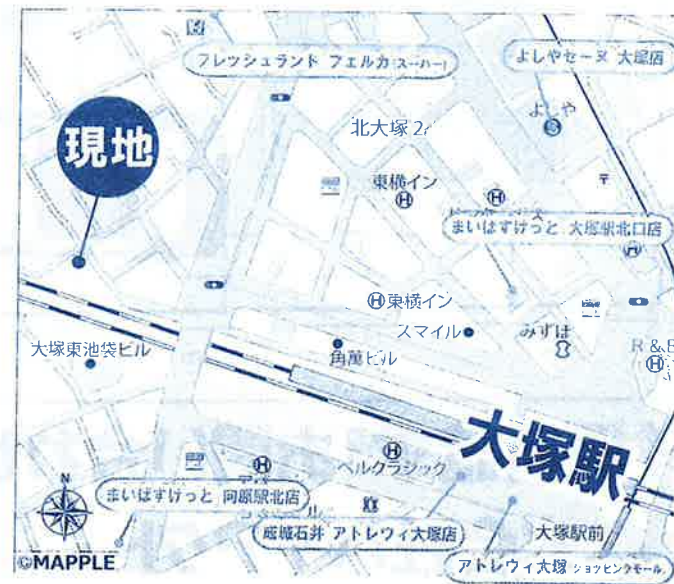 フレッシュランド フェルカ(スーパー)
よしやセーヌ 大塚店
よしや
現地
北大塚2
東横イン
まいばすけっと 大塚駅北口店
東横イン
スマイル
みずほ
R&B
大塚東池袋ビル
角萬ビル
大塚駅
ベルクラシック
まいばすけっと 向原駅北店
成城石井 アトレヴィ大塚店
大塚駅前
アトレヴィ大塚 ショッピングモール
N
©MAPPLE